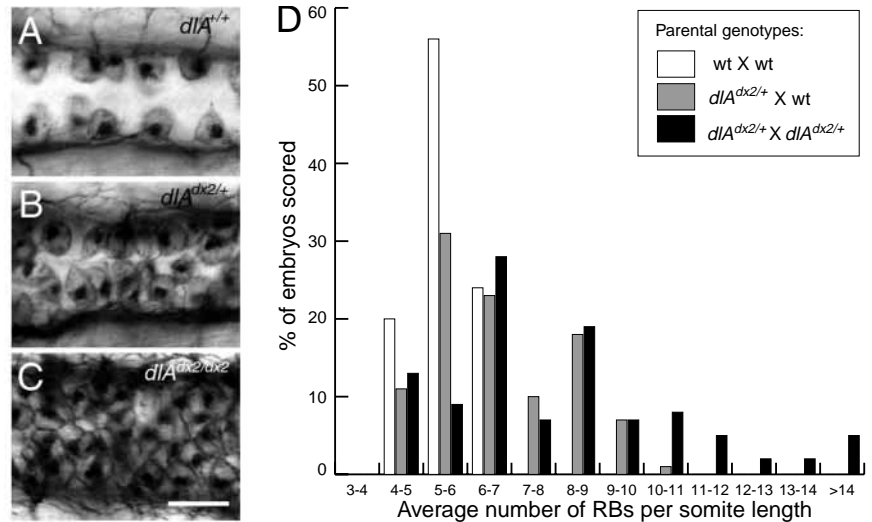 A
dlA+/+
B
dlAdx2/+
C
dlAdx2/dx2
D
60
50
40
30
20
10
0
% of embryos scored
Parental genotypes:
wt X wt
dlAdx2/+ X wt
dlAdx2/+ X dlAdx2/+
3-4 4-5 5-6 6-7 7-8 8-9 9-10 10-11 11-12 12-13 13-14 >14
Average number of RBs per somite length